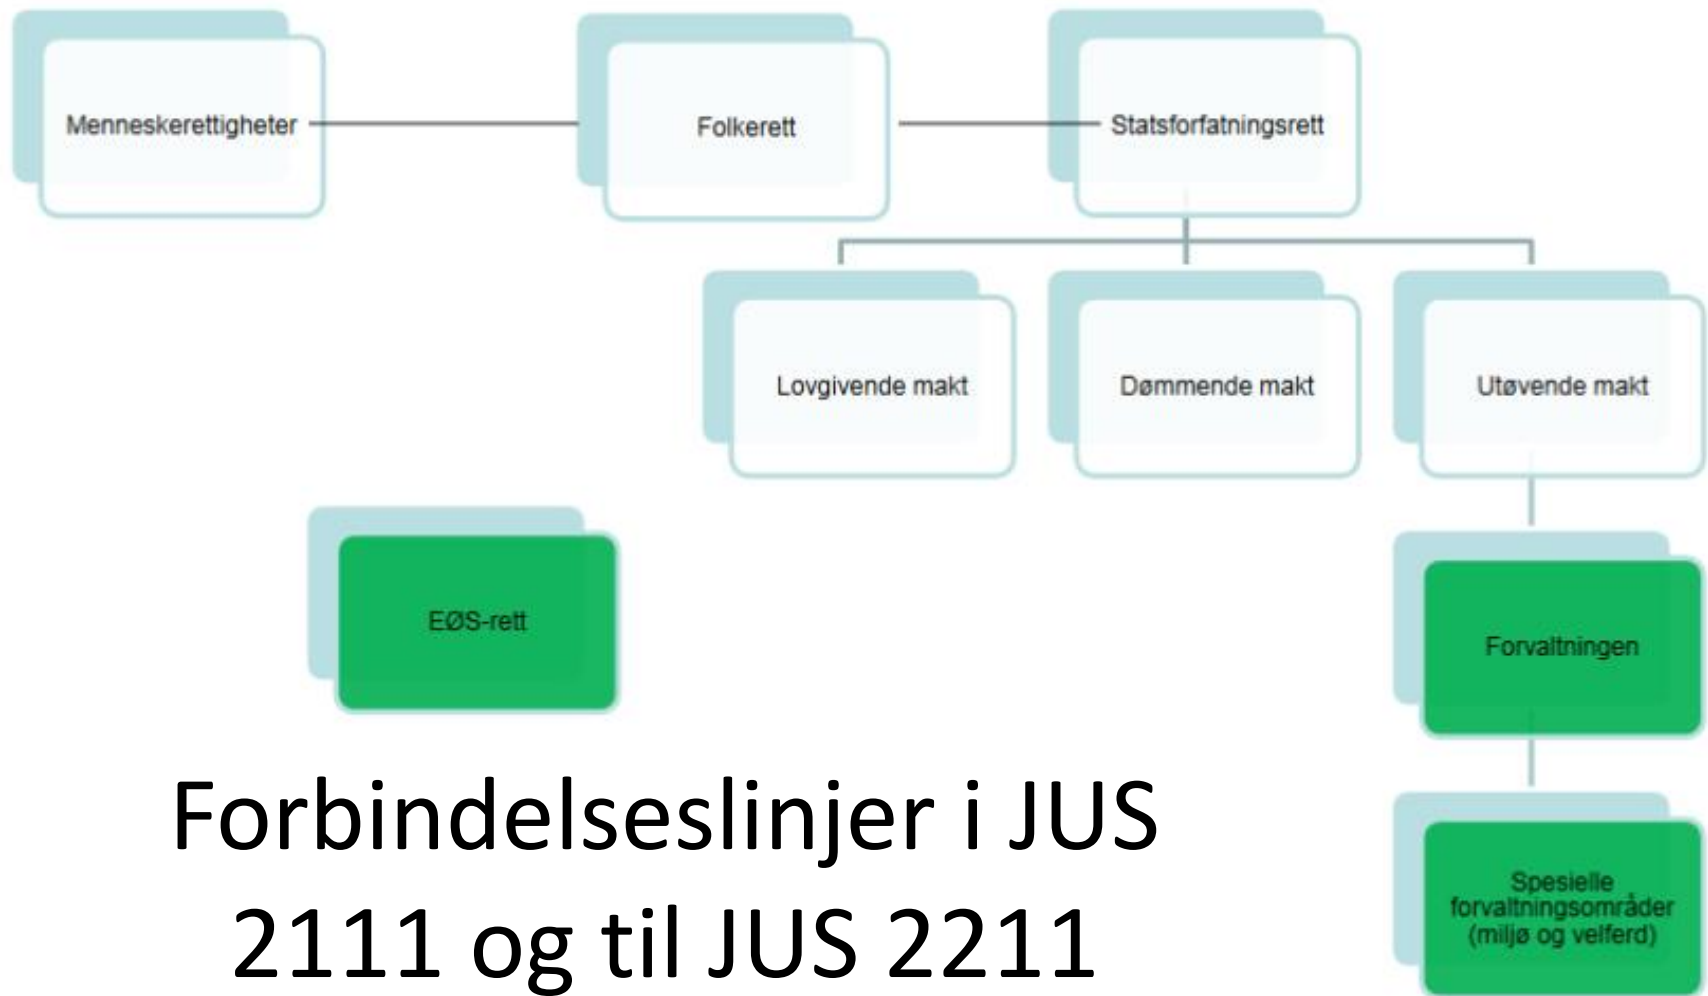 Menneskerettigheter
Folkerett
Statsforfatningsrett
Lovgivende makt
Dømmende makt
Utøvende makt
EØS-rett
Forvaltningen
Spesielle
forvaltningsområder
(miljø og velferd)
Forbindelseslinjer i JUS
2111 og til JUS 2211